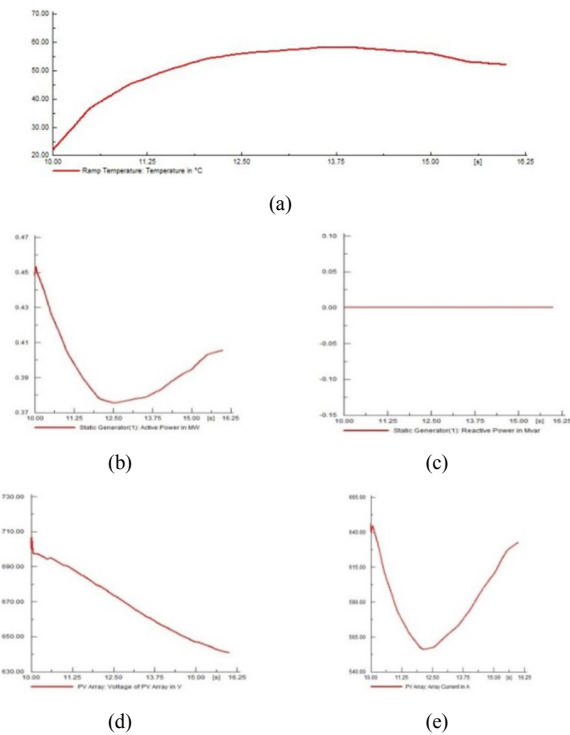 70.00
60.00
50.00
40.00
30.00
20.00
10.00 11.25 12.50 13.75 15.00 [s] 16.25
Ramp Temperature: Temperature in °C
(a)
0.47
0.45
0.43
0.41
0.39
0.37
10.00 11.25 12.50 13.75 15.00 [s] 16.25
Static Generator(1): Active Power in MW
(b)
0.10
0.05
0.00
-0.05
-0.10
-0.15
10.00 11.25 12.50 13.75 15.00 [s] 16.25
Static Generator(1): Reactive Power in Mvar
(c)
730.00
710.00
690.00
670.00
650.00
630.00
10.00 11.25 12.50 13.75 15.00 [s] 16.25
PV Array: Voltage of PV Array in V
(d)
665.00
640.00
615.00
590.00
565.00
540.00
10.00 11.25 12.50 13.75 15.00 [s] 16.25
PV Array: Array Current in A
(e)